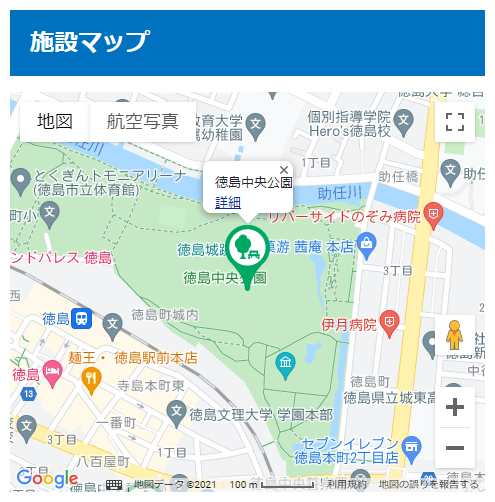 施設マップ
地図
航空写真
教育大学
属幼稚園
個別指導学院
Hero's徳島校
1丁目
とくぎんトモニアリーナ
(徳島市立体育館)
助任橋
助任川
徳島中央公園
詳細
町小
リバーサイドのぞみ病院
徳島城跡
菓游 茜庵 本店
徳島中央公園
ンドパレス 徳島
3丁目
徳島
徳島町城内
伊月病院
麺王・徳島駅前本店
徳島
寺島本町東
徳島町
中徳
13
一番町
徳島文理大学 学園本部
徳島県立城東高
3丁目
八百屋町
セブンイレブン
徳島本町2丁目店
1丁目
Google
地図データ ©2021
100 m
利用規約
地図の誤りを報告する